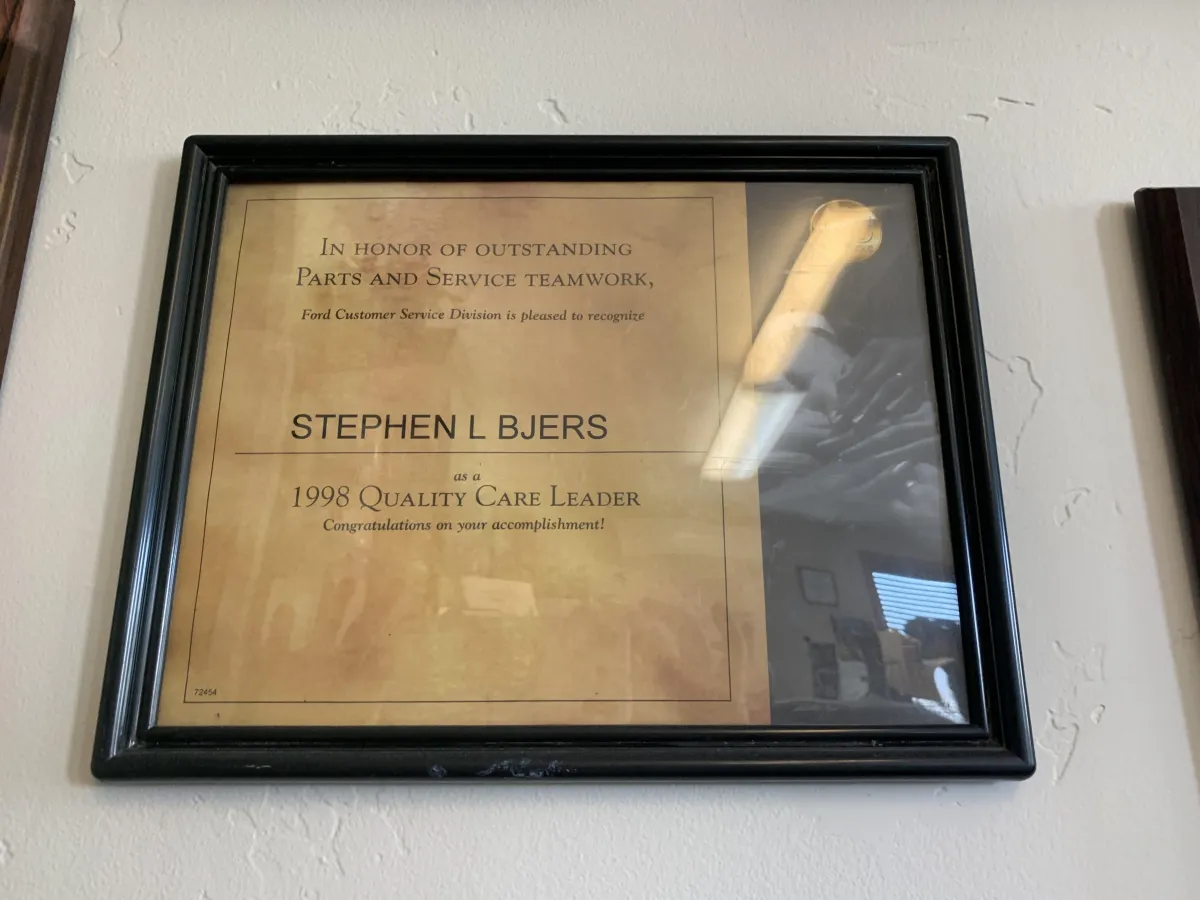 In honor of outstanding
Parts and Service teamwork,
Ford Customer Service Division is pleased to recognize
STEPHEN L BJERS
as a
1998 Quality Care Leader
Congratulations on your accomplishment!
72454